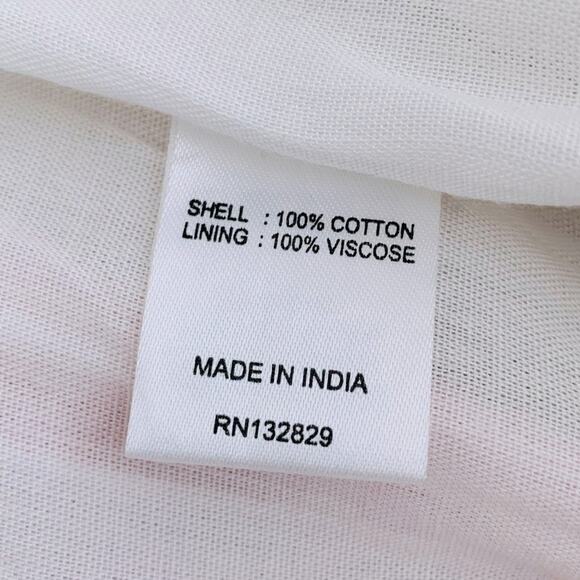 SHELL : 100% COTTON
LINING : 100% VISCOSE
MADE IN INDIA
RN132829